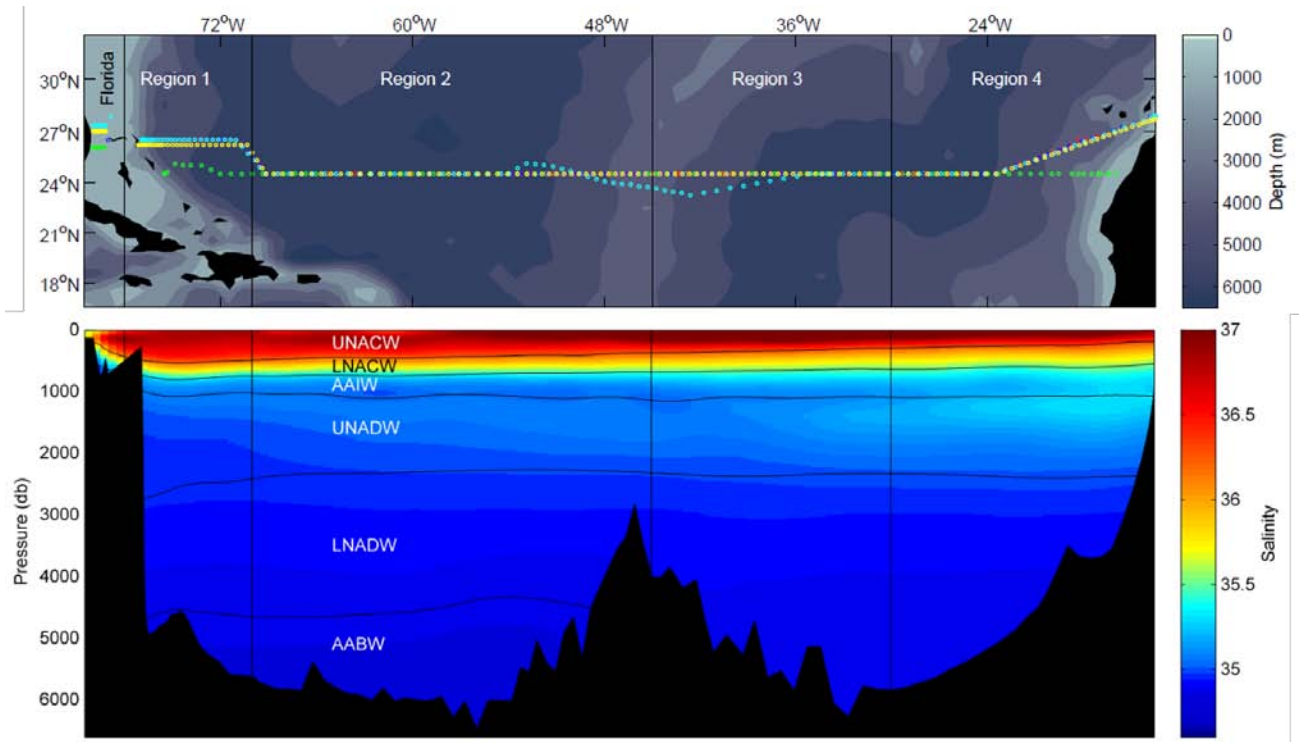 72°W 60°W 48°W 36°W 24°W
30°N
27°N
24°N
21°N
18°N
Florida
Region 1 Region 2 Region 3 Region 4
0
1000
2000
3000
4000
5000
6000
Depth (m)
0
1000
2000
3000
4000
5000
6000
Pressure (db)
UNACW
LNACW
AAIW
UNADW
LNADW
AABW
37
36.5
36
35.5
35
Salinity